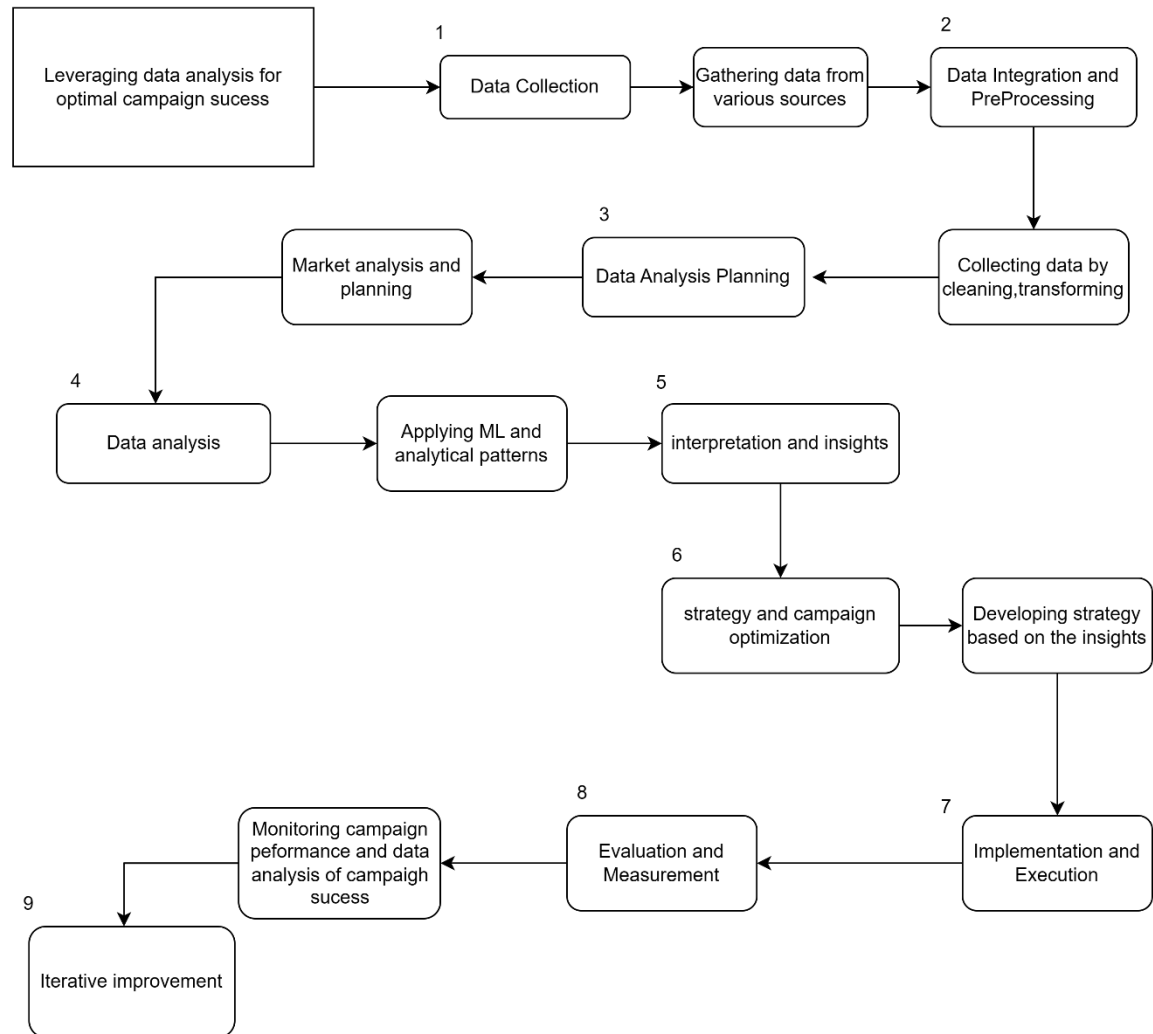 Leveraging data analysis for
optimal campaign sucess
1
Data Collection
Gathering data from
various sources
2
Data Integration and
PreProcessing
Collecting data by
cleaning,transforming
3
Data Analysis Planning
Market analysis and
planning
4
Data analysis
Applying ML and
analytical patterns
5
interpretation and insights
6
strategy and campaign
optimization
Developing strategy
based on the insights
7
Implementation and
Execution
8
Evaluation and
Measurement
Monitoring campaign
peformance and data
analysis of campaigh
sucess
9
Iterative improvement